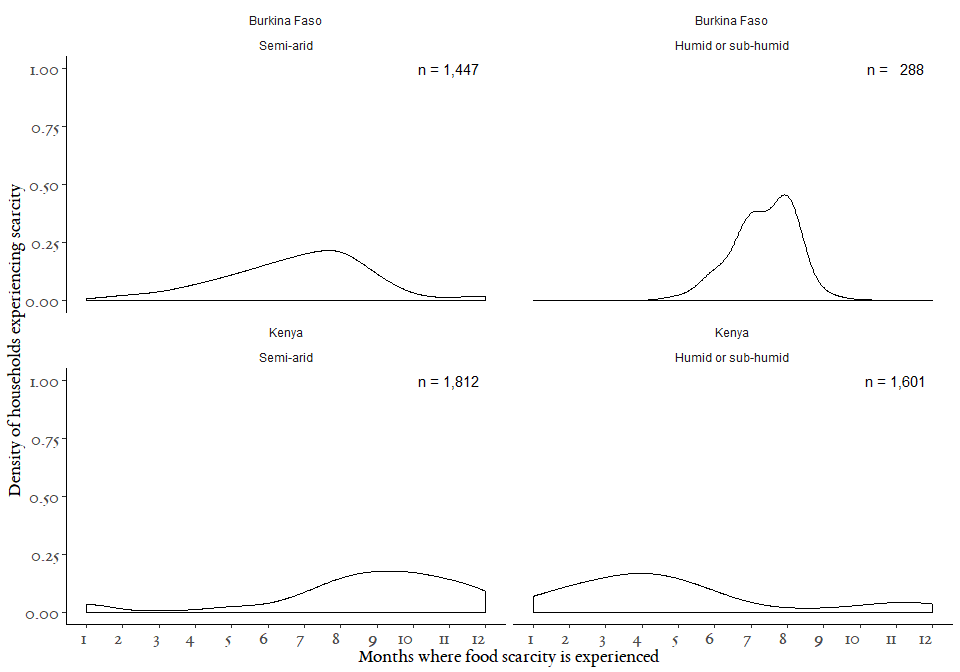 Burkina Faso
Semi-arid
n = 1,447
Burkina Faso
Humid or sub-humid
n = 288
1.00
0.75
0.50
0.25
0.00
Kenya
Semi-arid
n = 1,812
Kenya
Humid or sub-humid
n = 1,601
1.00
0.75
0.50
0.25
0.00
1 2 3 4 5 6 7 8 9 10 11 12
1 2 3 4 5 6 7 8 9 10 11 12
Months where food scarcity is experienced
Density of households experiencing scarcity